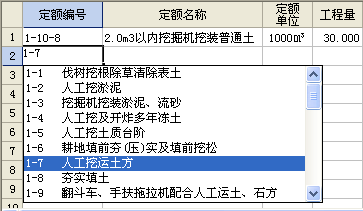 定额编号 定额名称 定额单位 工程量
1 1-10-8 2.0m3以内挖掘机挖装普通土 1000m³ 30.000
2 1-7
3 1-1 伐树挖根除草清除表土
4 1-2 人工挖淤泥
5 1-3 挖掘机挖装淤泥、流砂
6 1-4 人工挖及开炸多年冻土
1-5 人工挖土质台阶
7 1-6 耕地填前夯(压)实及填前挖松
8 1-7 人工挖运土方
9 1-8 夯实填土
1-9 翻斗车、手扶拖拉机配合人工运土、石方
10